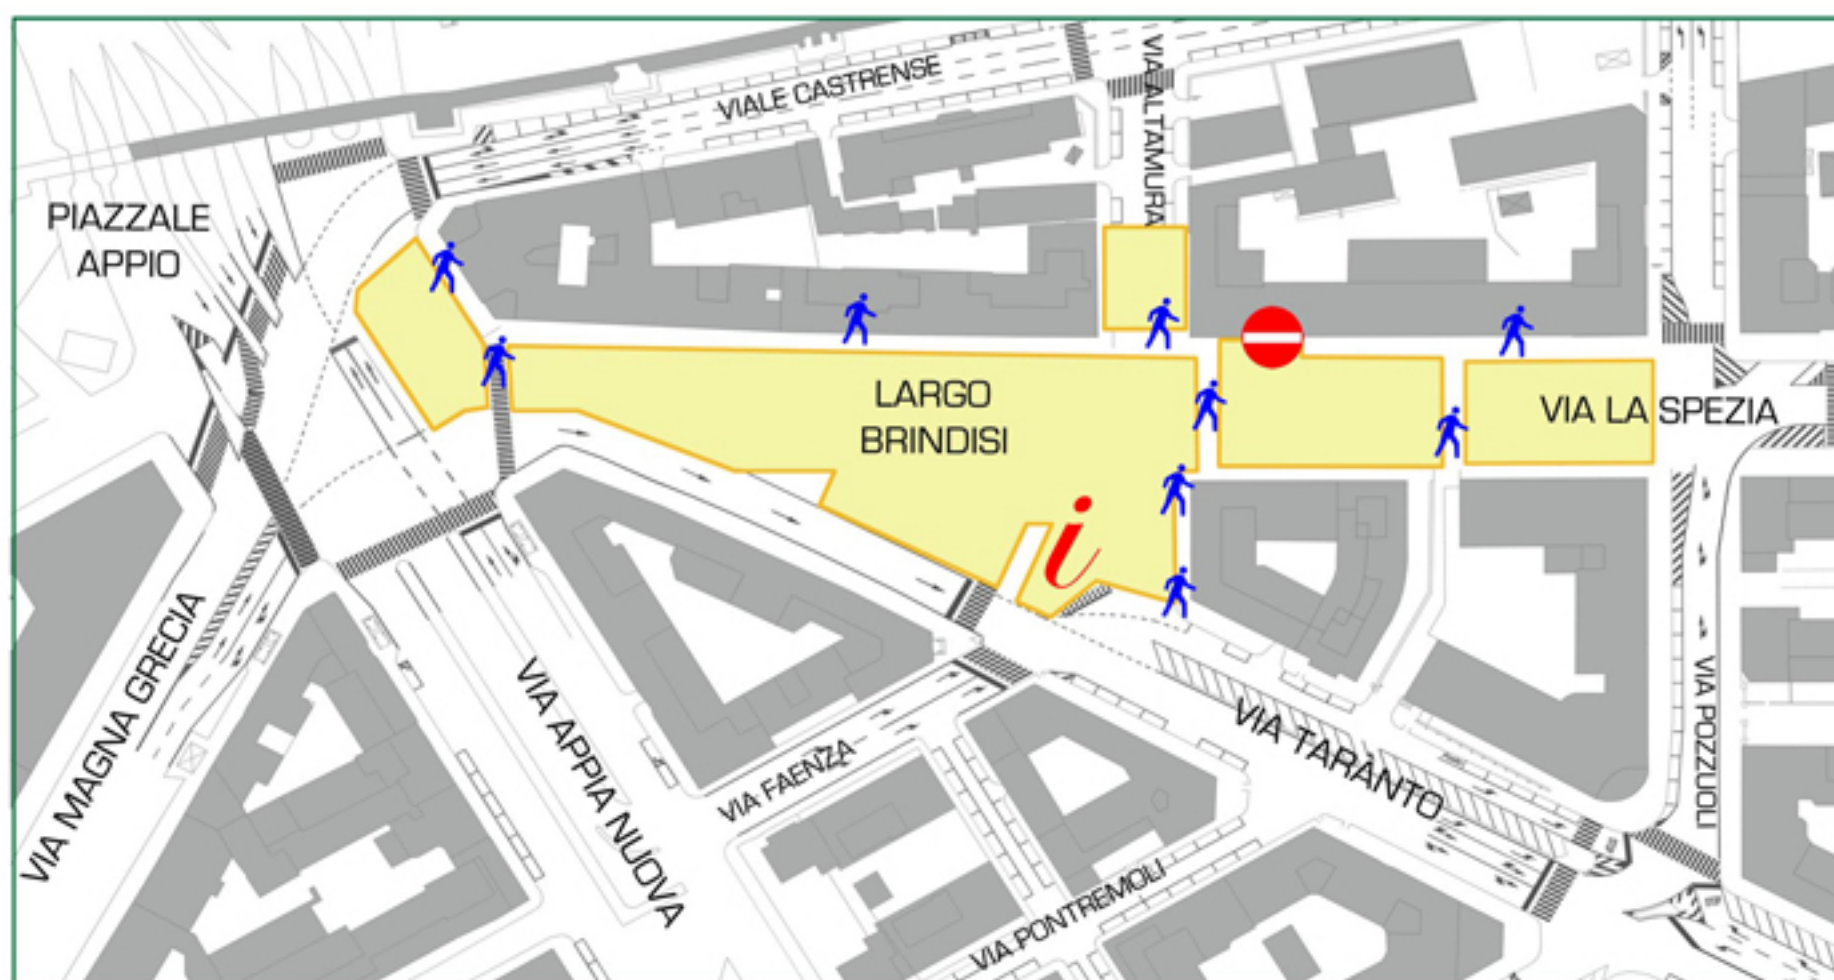 VIALE CASTRENSE
VIA ALTAMURA
PIAZZALE
APPIO
LARGO
BRINDISI
VIA LA SPEZIA
i
VIA MAGNA GRECIA
VIA APPIA NUOVA
VIA FAENZA
VIA TARANTO
VIA POZZUOLI
VIA PONTREMOLI